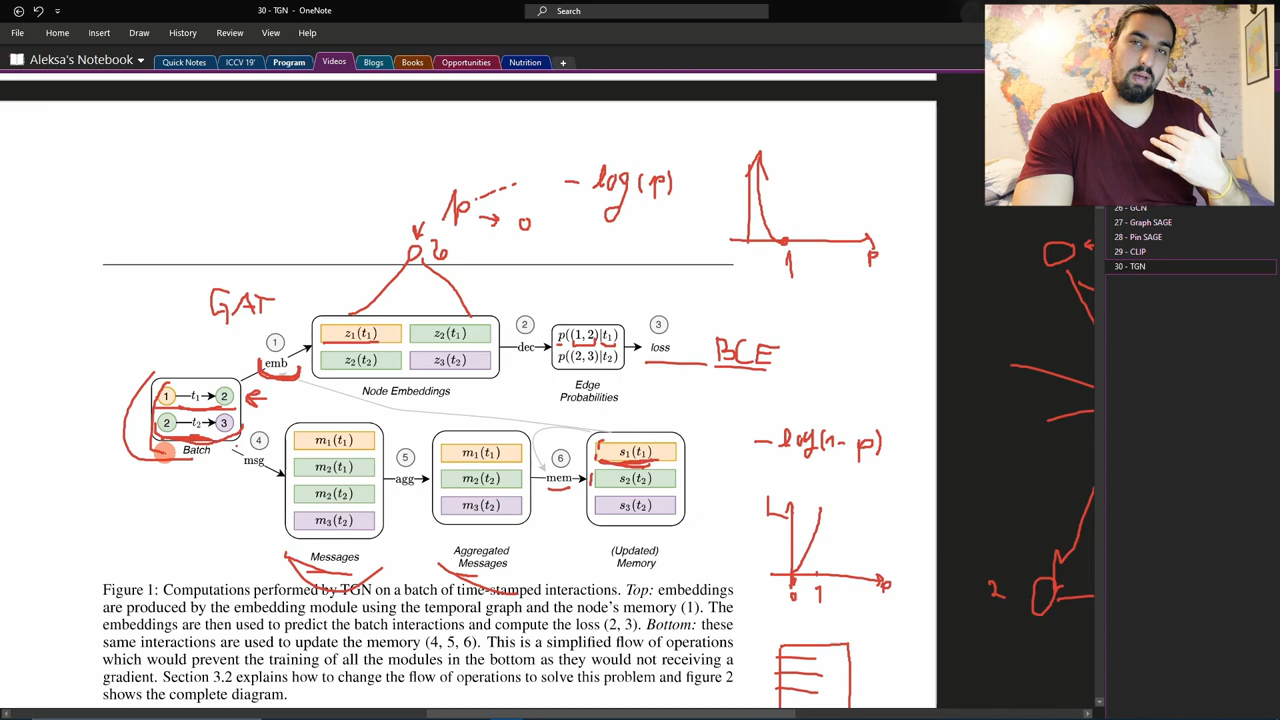 30 - TGN - OneNote
Search
File Home Insert Draw History Review View Help
Aleksa's Notebook
Quick Notes ICCV 19' Program Videos Blogs Books Opportunities Nutrition +
26 - GCN
27 - Graph SAGE
28 - Pin SAGE
29 - CLIP
30 - TGN
p → 0
- log(p)
1 p
GAT
1 emb
z₁(t₁) z₂(t₁)
z₂(t₂) z₃(t₂)
Node Embeddings
2 dec
p((1, 2)|t₁)
p((2, 3)|t₂)
Edge
Probabilities
3 loss
BCE
1 t₁ 2
2 t₂ 3
Batch
4 msg
m₁(t₁)
m₂(t₁)
m₂(t₂)
m₃(t₂)
Messages
5 agg
m₁(t₁)
m₂(t₂)
m₃(t₂)
Aggregated
Messages
6 mem
s₁(t₁)
s₂(t₂)
s₃(t₂)
(Updated)
Memory
- log(1 - p)
L
0 1 p
2
Figure 1: Computations performed by TGN on a batch of time-stamped interactions. Top: embeddings
are produced by the embedding module using the temporal graph and the node's memory (1). The
embeddings are then used to predict the batch interactions and compute the loss (2, 3). Bottom: these
same interactions are used to update the memory (4, 5, 6). This is a simplified flow of operations
which would prevent the training of all the modules in the bottom as they would not receiving a
gradient. Section 3.2 explains how to change the flow of operations to solve this problem and figure 2
shows the complete diagram.